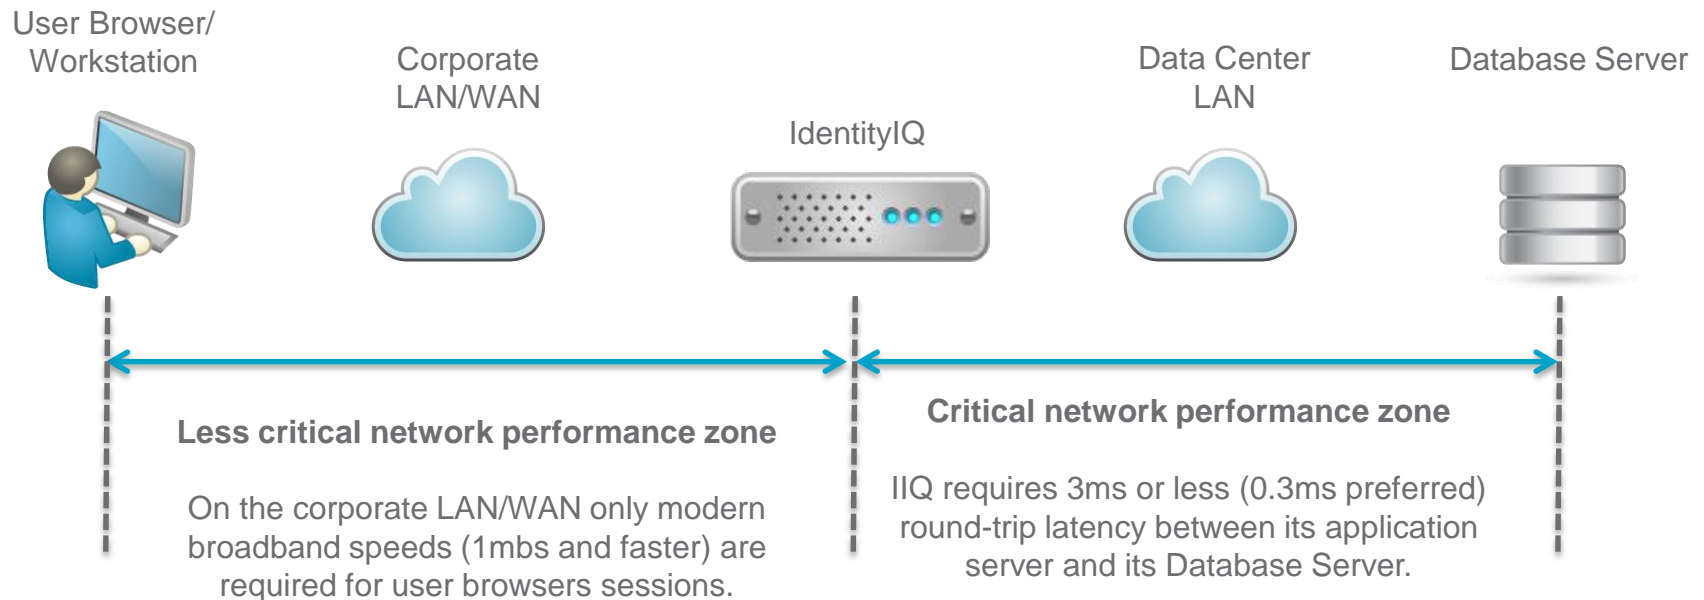 User Browser/
Workstation
Corporate
LAN/WAN
IdentityIQ
Data Center
LAN
Database Server
Less critical network performance zone
On the corporate LAN/WAN only modern
broadband speeds (1mbs and faster) are
required for user browsers sessions.
Critical network performance zone
IIQ requires 3ms or less (0.3ms preferred)
round-trip latency between its application
server and its Database Server.